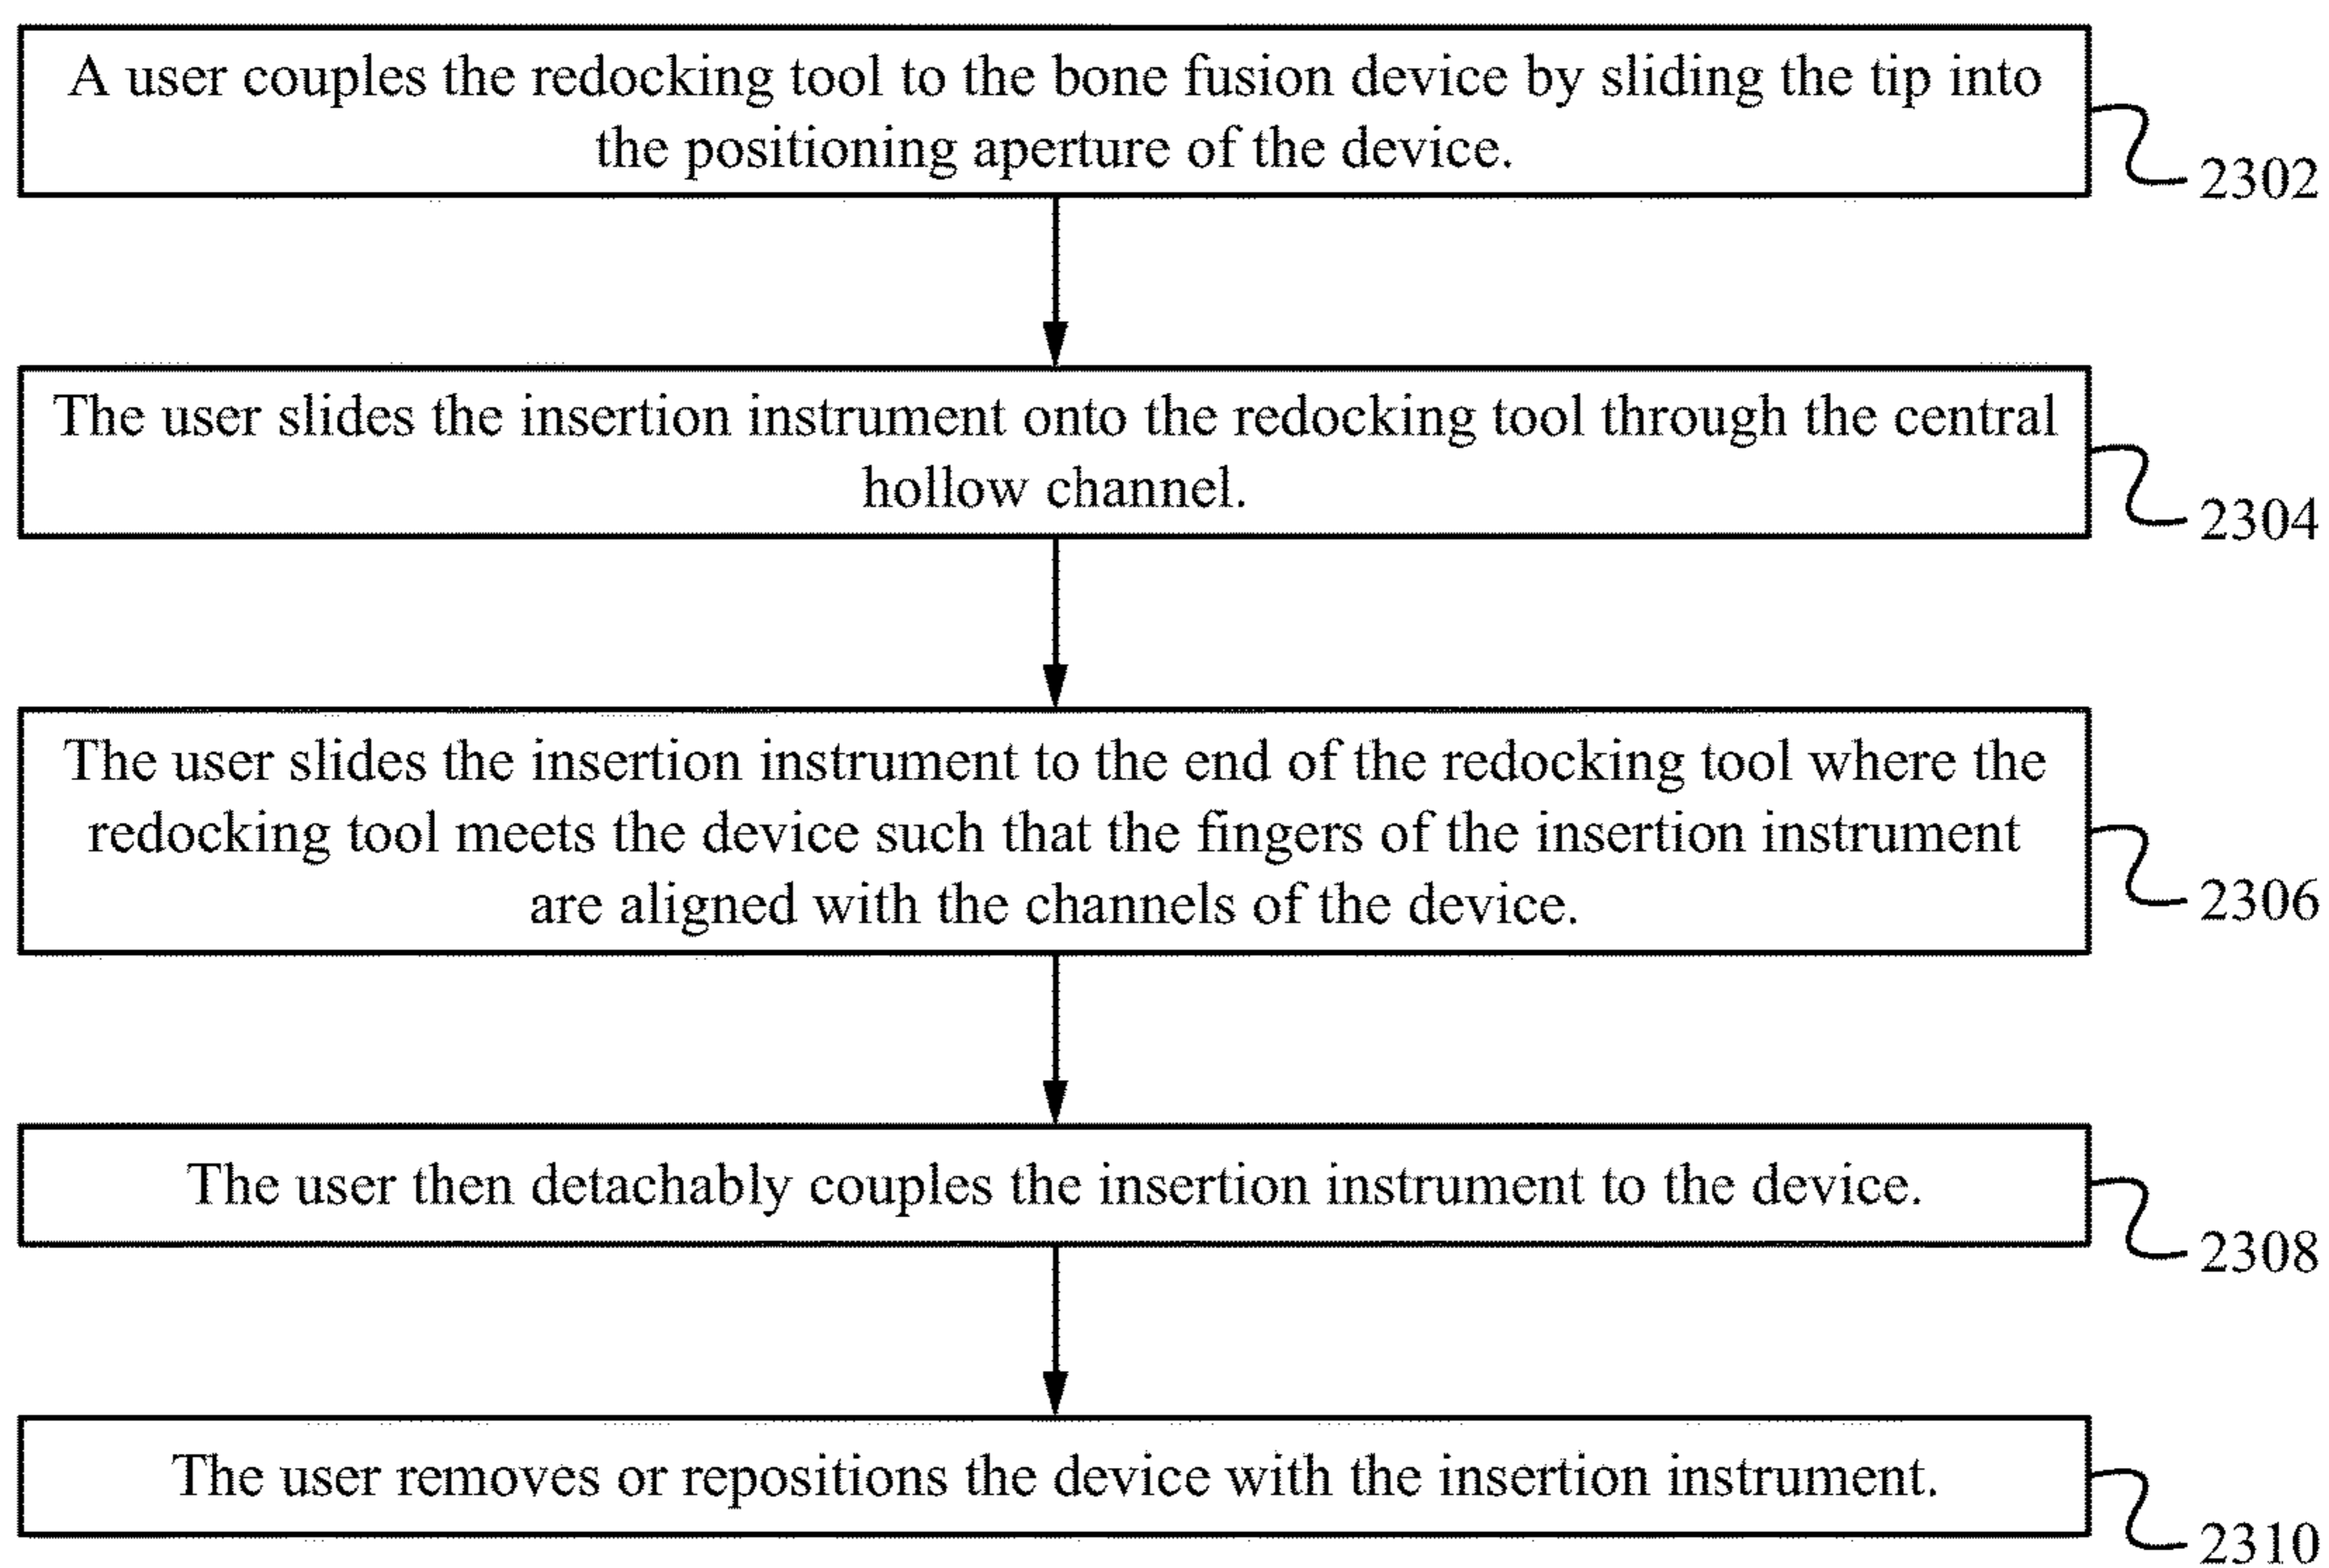 A user couples the redocking tool to the bone fusion device by sliding the tip into
the positioning aperture of the device.
2302
The user slides the insertion instrument onto the redocking tool through the central
hollow channel.
2304
The user slides the insertion instrument to the end of the redocking tool where the
redocking tool meets the device such that the fingers of the insertion instrument
are aligned with the channels of the device.
2306
The user then detachably couples the insertion instrument to the device.
2308
The user removes or repositions the device with the insertion instrument.
2310